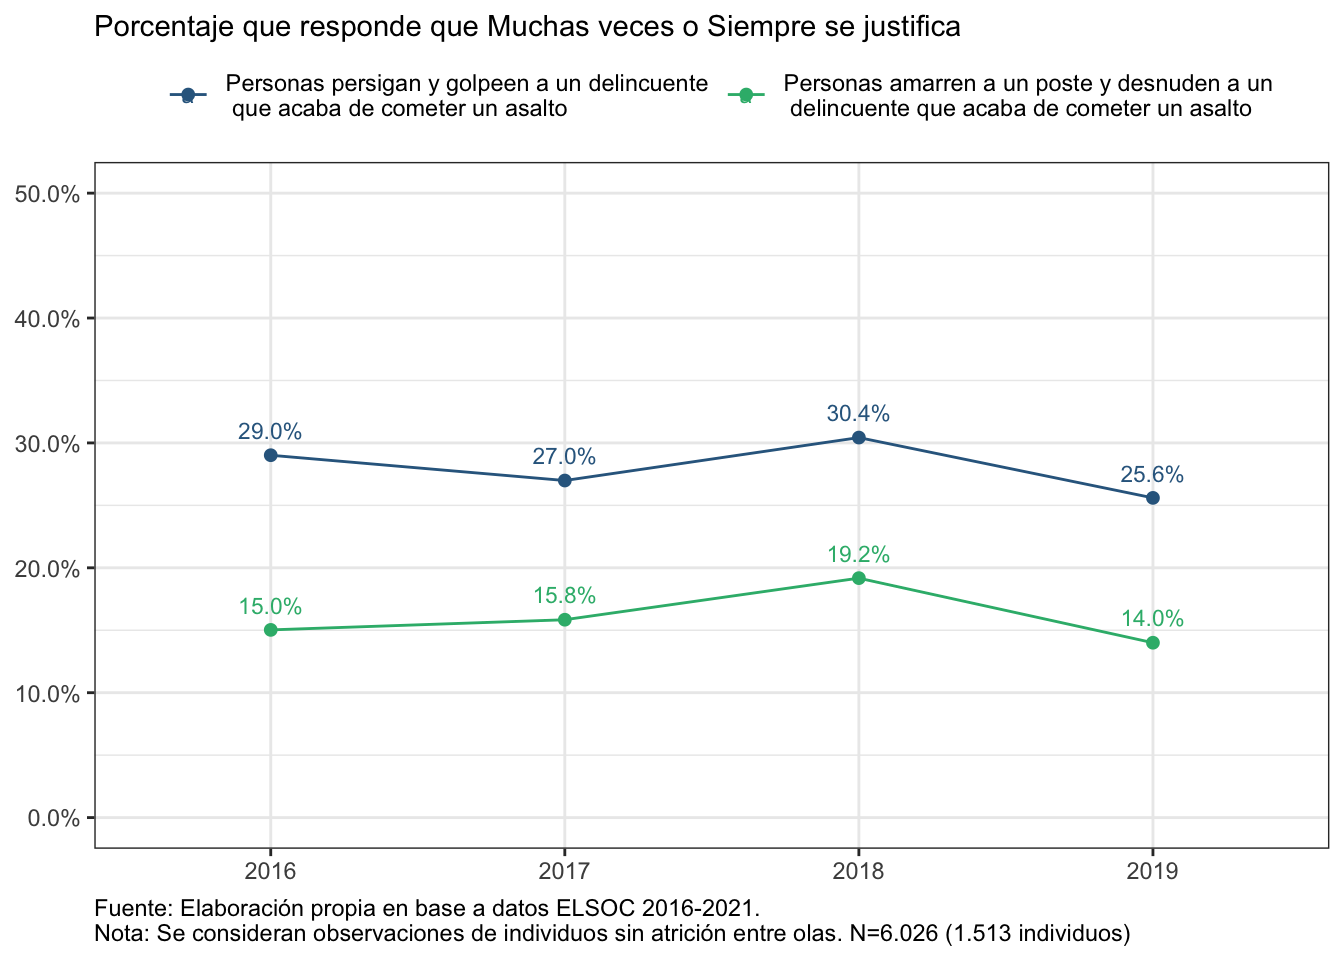 Porcentaje que responde que Muchas veces o Siempre se justifica
Personas persigan y golpeen a un delincuente
que acaba de cometer un asalto
Personas amarren a un poste y desnuden a un
delincuente que acaba de cometer un asalto
50.0%
40.0%
30.0%
20.0%
10.0%
0.0%
29.0%
27.0%
30.4%
25.6%
15.0%
15.8%
19.2%
14.0%
2016
2017
2018
2019
Fuente: Elaboración propia en base a datos ELSOC 2016-2021.
Nota: Se consideran observaciones de individuos sin atrición entre olas. N=6.026 (1.513 individuos)